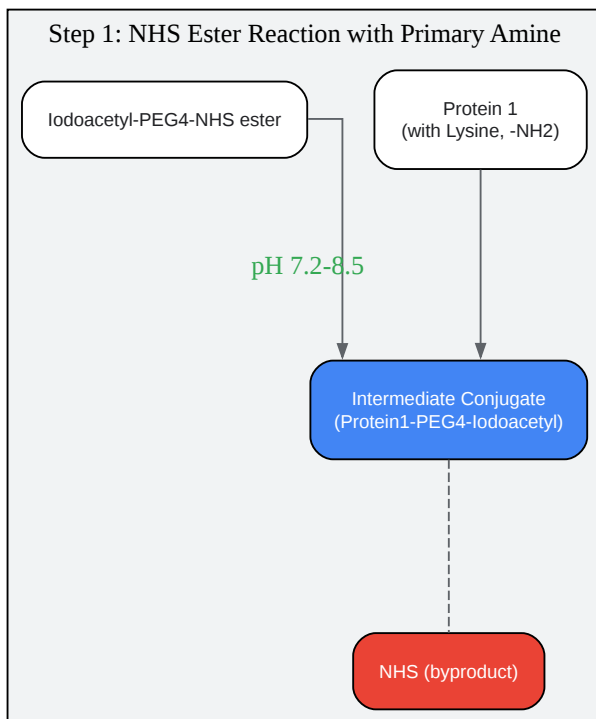 Step 1: NHS Ester Reaction with Primary Amine
Iodoacetyl-PEG4-NHS ester
Protein 1
(with Lysine, -NH2)
pH 7.2-8.5
Intermediate Conjugate
(Protein1-PEG4-Iodoacetyl)
NHS (byproduct)